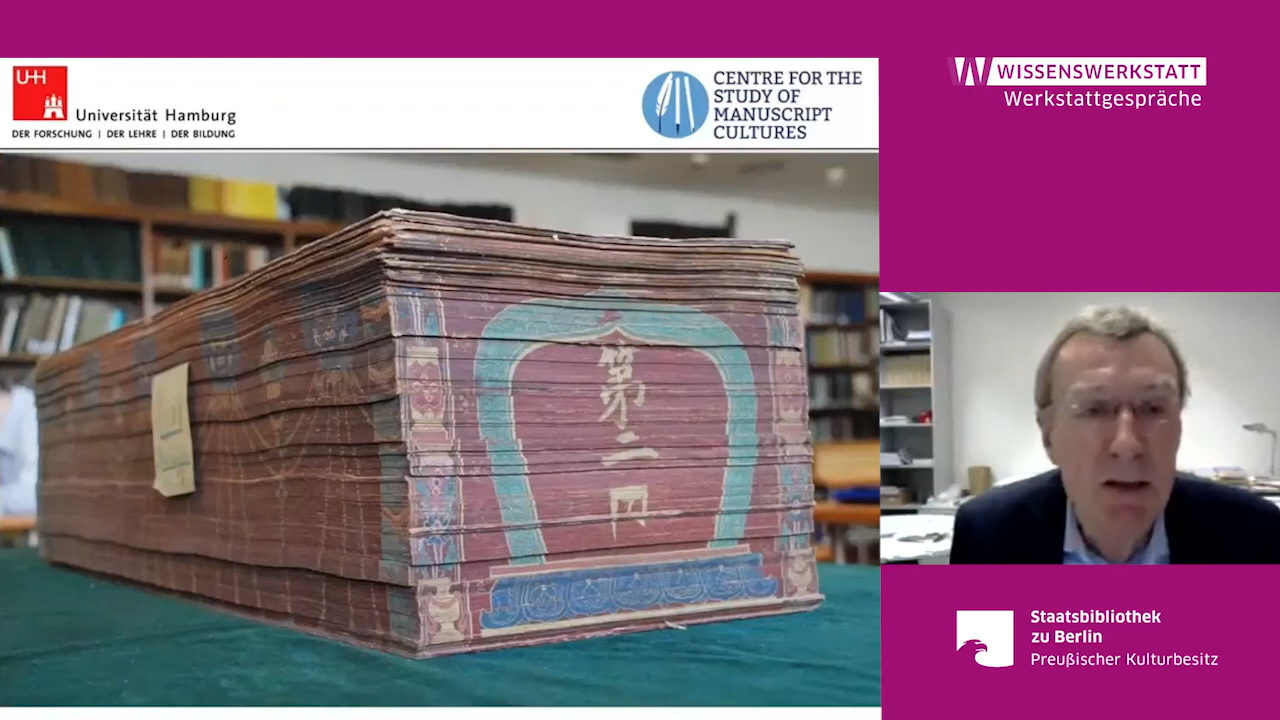 UHH
Universität Hamburg
DER FORSCHUNG | DER LEHRE | DER BILDUNG
CENTRE FOR THE
STUDY OF
MANUSCRIPT
CULTURES
第二
W WISSENSWERKSTATT
Werkstattgespräche
Staatsbibliothek
zu Berlin
Preußischer Kulturbesitz